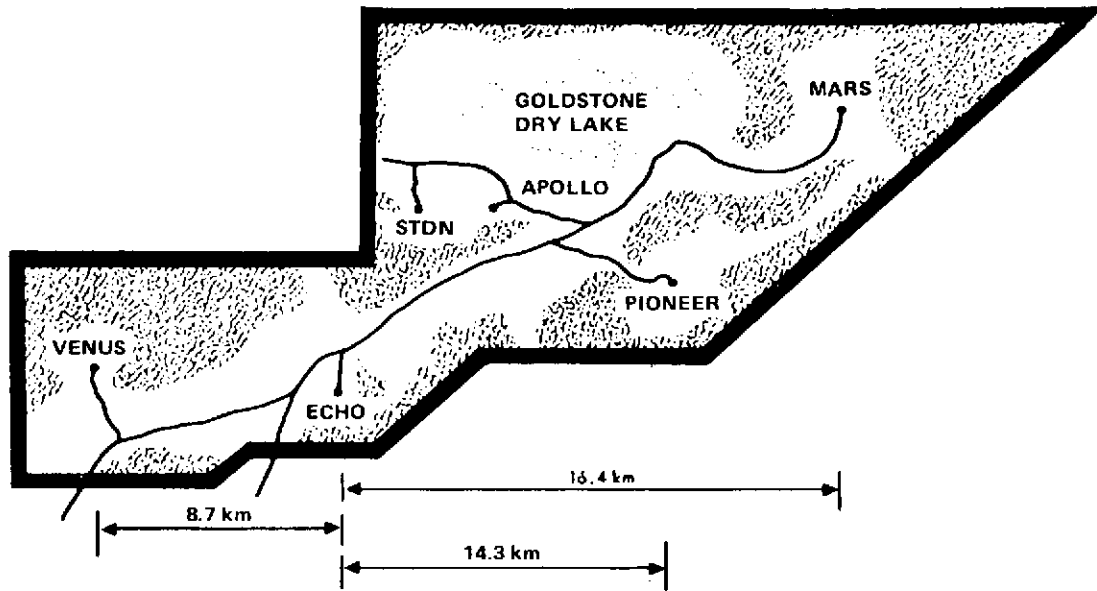 MARS
GOLDSTONE
DRY LAKE
APOLLO
STDN
PIONEER
VENUS
ECHO
16.4 km
8.7 km
14.3 km